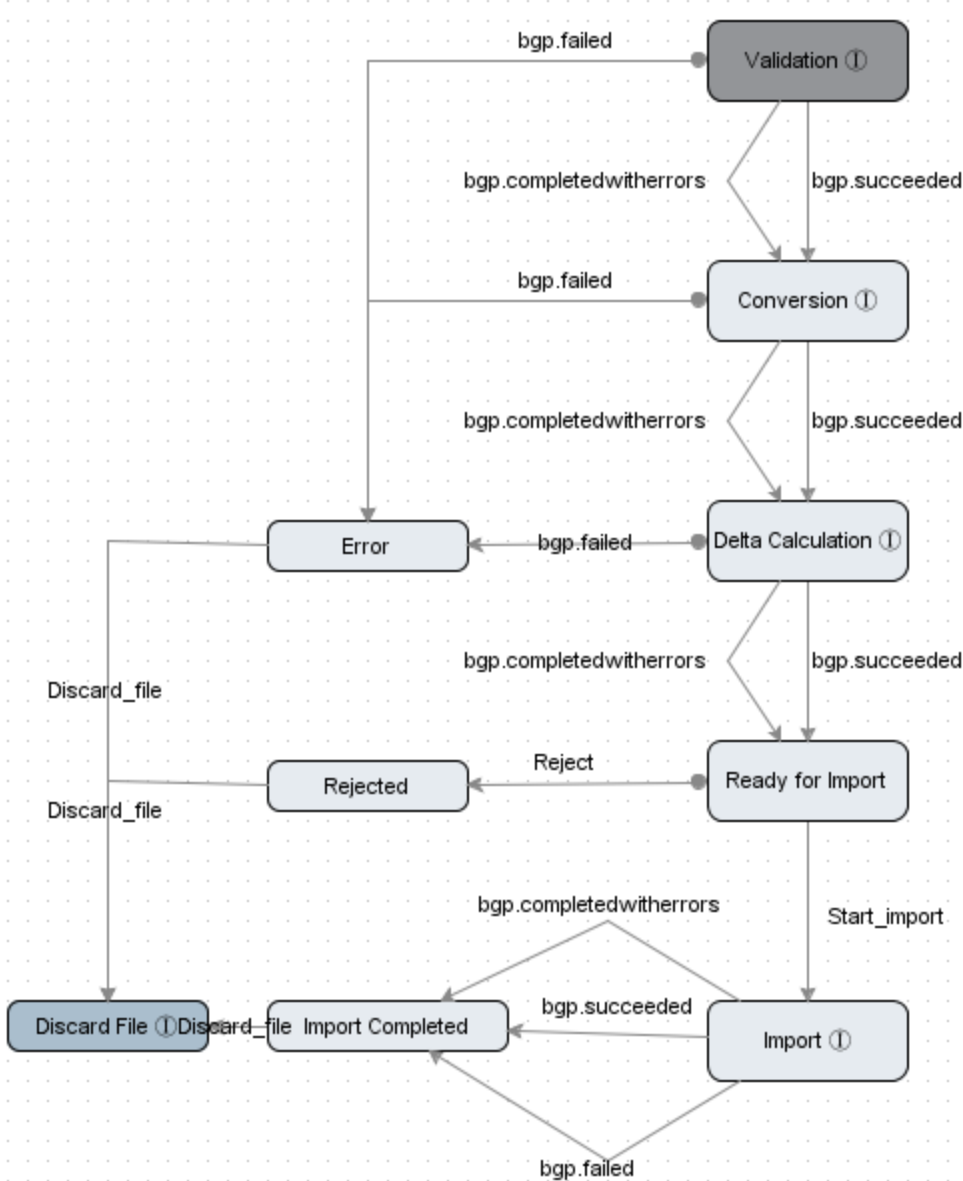 bgp.failed
Validation Ⓘ
bgp.completedwitherrors
bgp.succeeded
bgp.failed
Conversion Ⓘ
bgp.completedwitherrors
bgp.succeeded
Error
bgp.failed
Delta Calculation Ⓘ
bgp.completedwitherrors
bgp.succeeded
Discard_file
Reject
Rejected
Ready for Import
Discard_file
bgp.completedwitherrors
Start_import
bgp.succeeded
Discard File Ⓘ
Discard_file
Import Completed
Import Ⓘ
bgp.failed